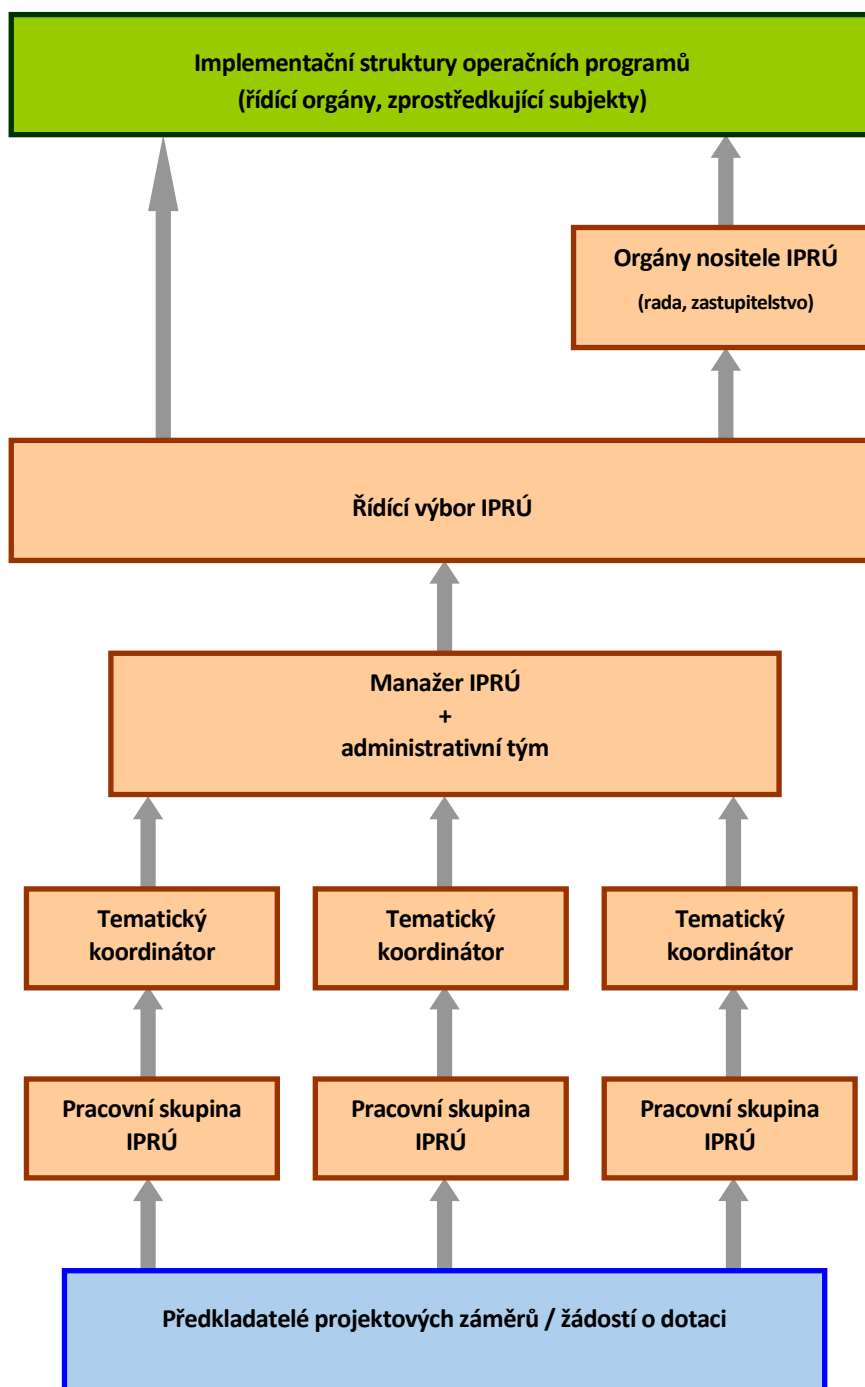 Implementační struktury operačních programů
(řídící orgány, zprostředkující subjekty)
Orgány nositele IPRÚ
(rada, zastupitelstvo)
Řídící výbor IPRÚ
Manažer IPRÚ
+
administrativní tým
Tematický
koordinátor
Tematický
koordinátor
Tematický
koordinátor
Pracovní skupina
IPRÚ
Pracovní skupina
IPRÚ
Pracovní skupina
IPRÚ
Předkladatelé projektových záměrů / žádostí o dotaci